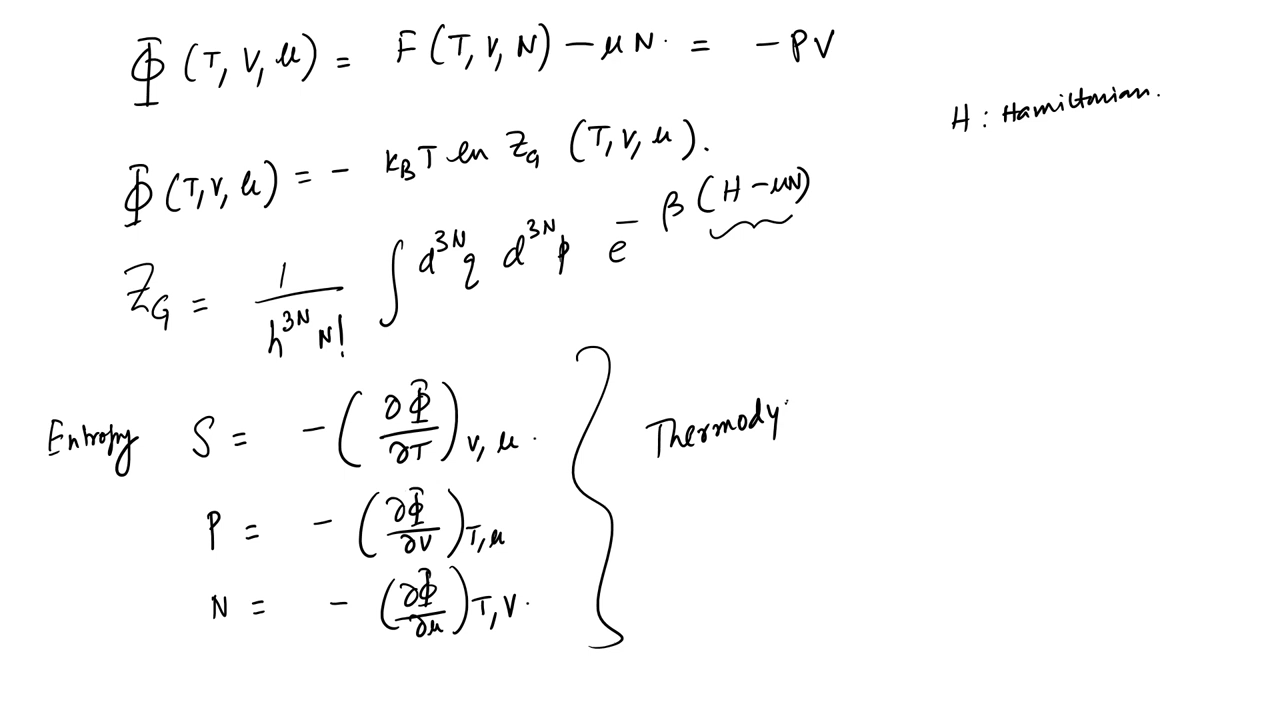 Φ (T, V, μ) = F (T, V, N) − μN. = − PV
H : Hamiltonian.
Φ (T, V, μ) = − k_B T ln Z_G (T, V, μ).
Z_G = 1 / (h^{3N} N!) ∫ d^{3N}q d^{3N}p e^{− β (H − μN)}
Entropy S = − (∂Φ/∂T)_{V, μ} .
Thermody
P = − (∂Φ/∂V)_{T, μ}
N = − (∂Φ/∂μ)_{T, V} .